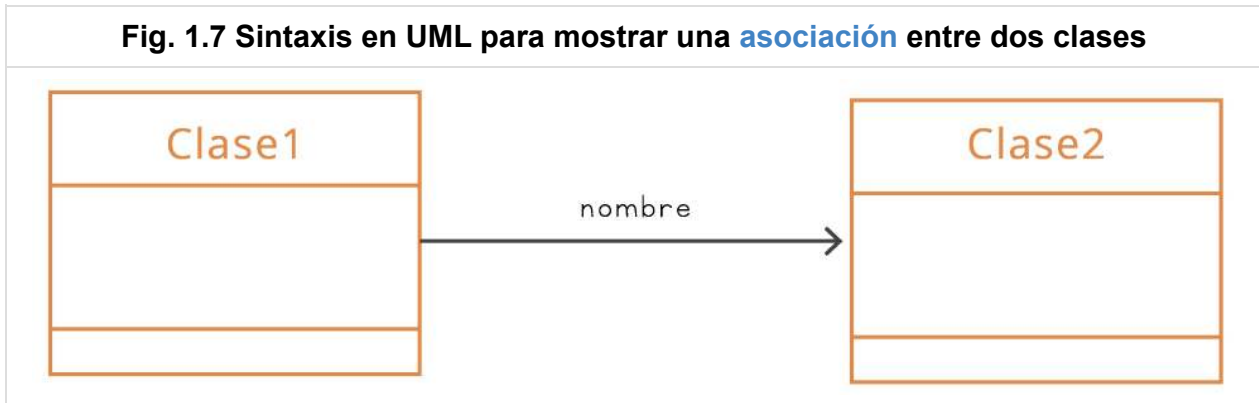 Fig. 1.7 Sintaxis en UML para mostrar una asociación entre dos clases
Clase1
Clase2
nombre